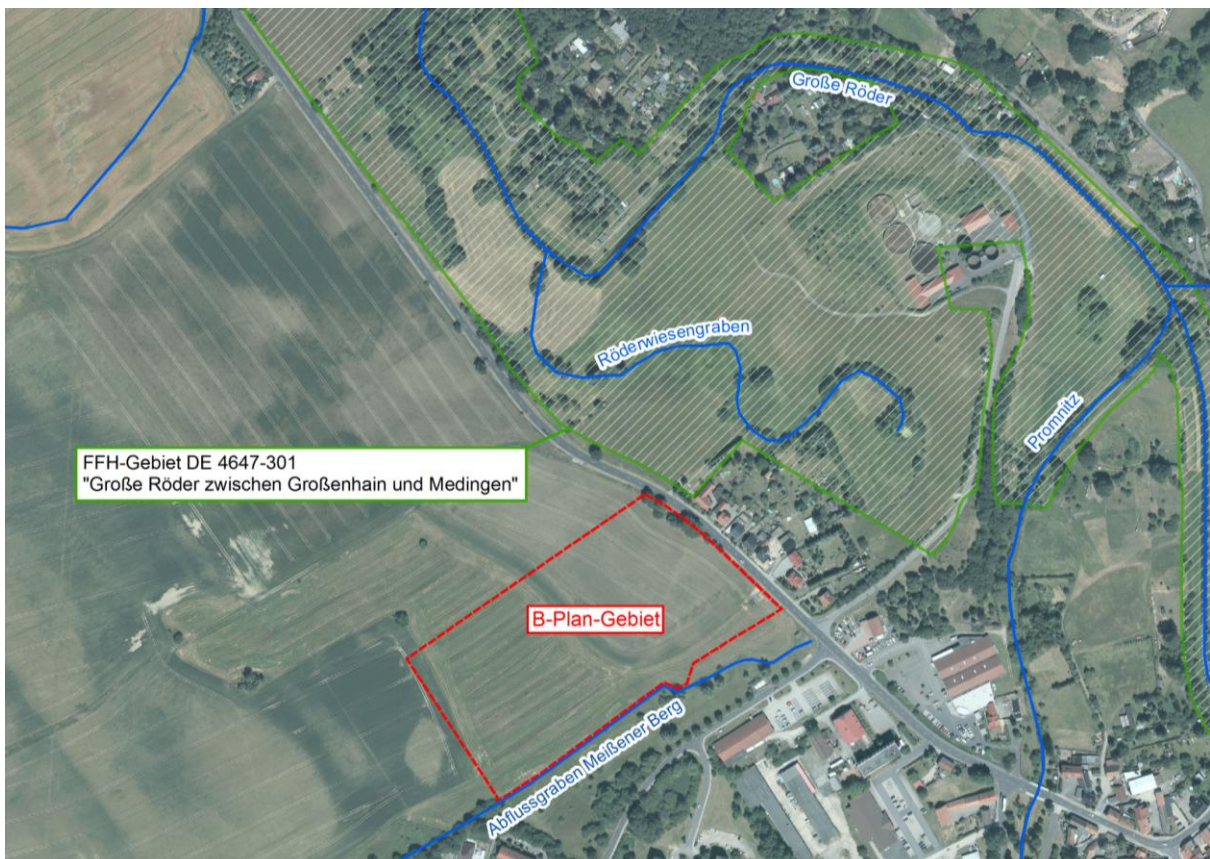 Große Röder
Röderwiesengraben
Promnitz
FFH-Gebiet DE 4647-301
"Große Röder zwischen Großenhain und Medingen"
B-Plan-Gebiet
Abflussgraben Meißener Berg